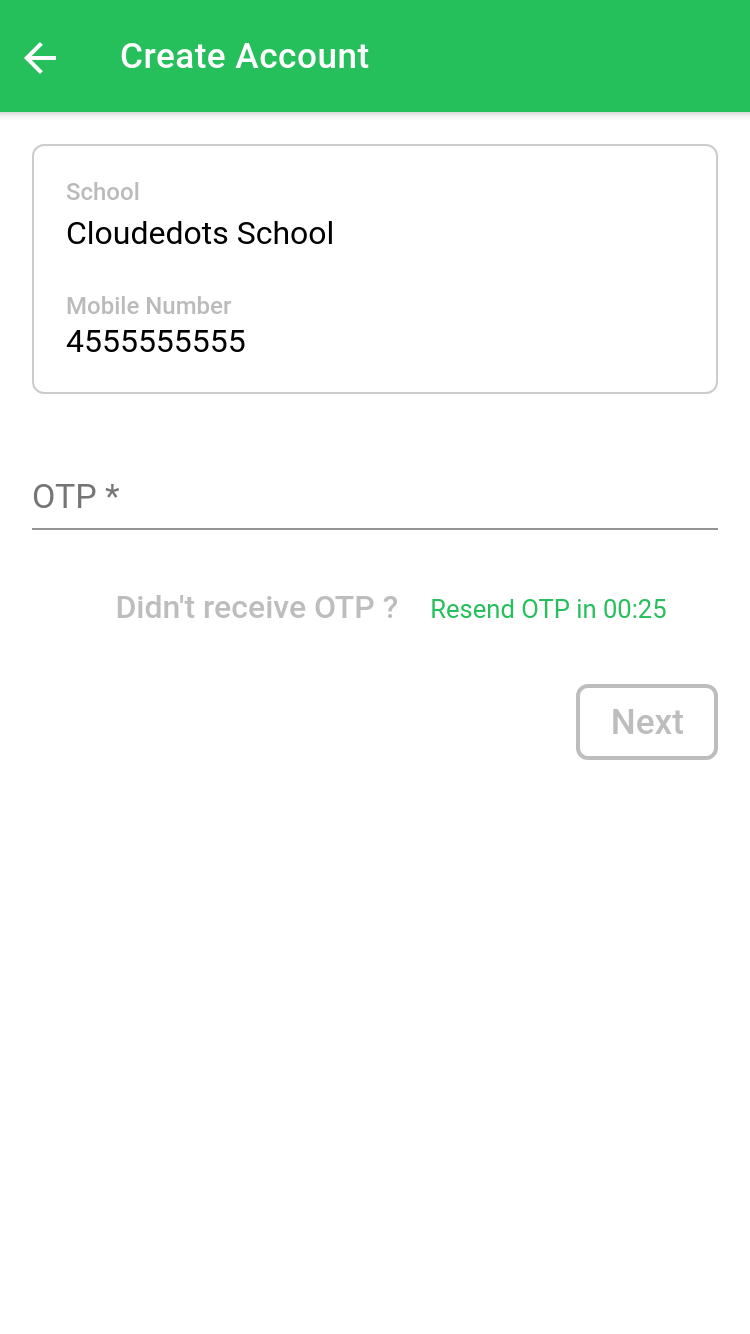 Create Account
School
Cloudedots School
Mobile Number
4555555555
OTP *
Didn't receive OTP ? Resend OTP in 00:25
Next